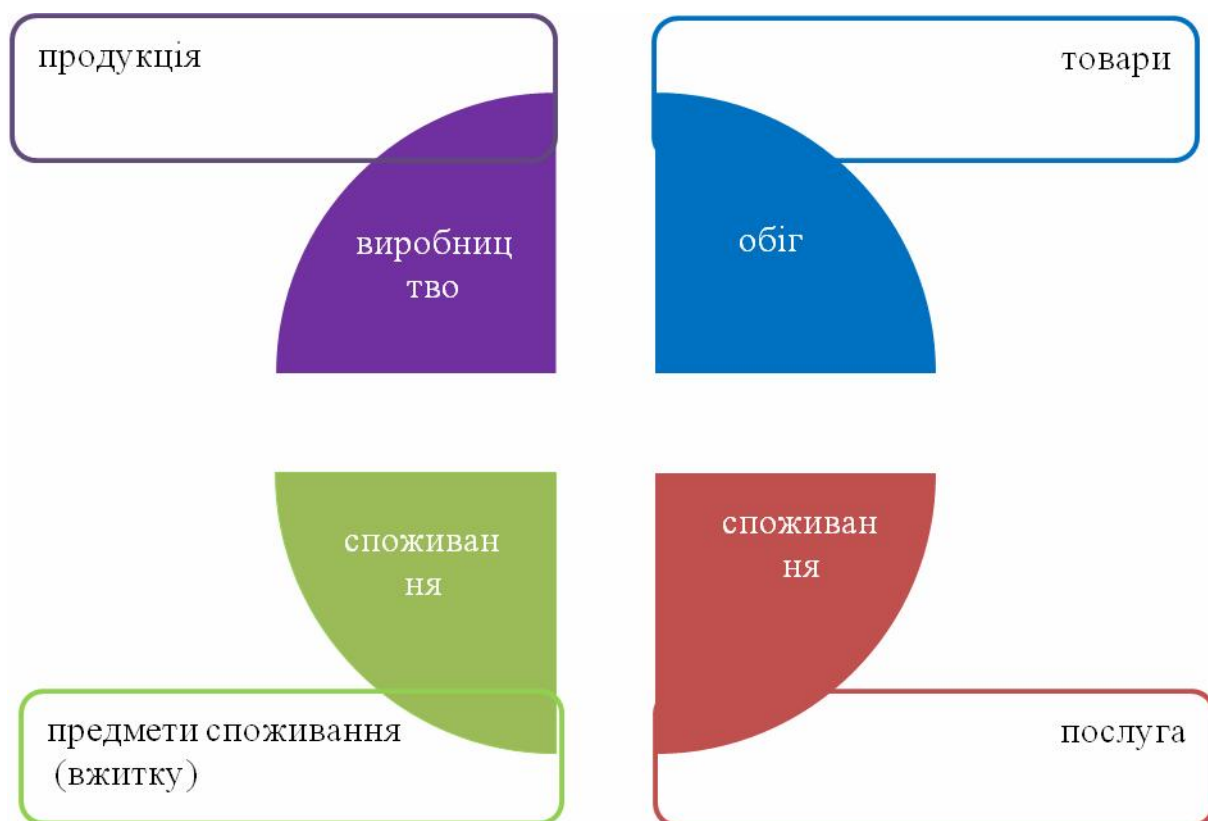 продукція
товари
виробниц
тво
обіг
споживан
ня
споживан
ня
предмети споживання
(вжитку)
послуга